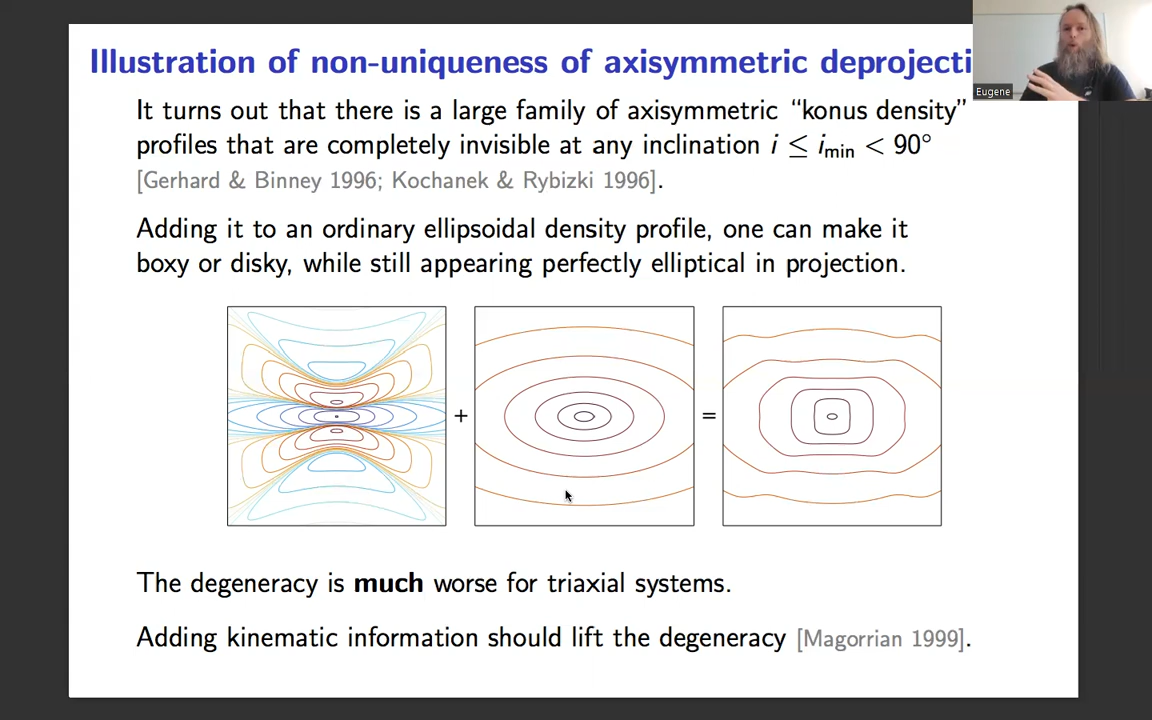 Illustration of non-uniqueness of axisymmetric deprojecti
Eugene
It turns out that there is a large family of axisymmetric “konus density”
profiles that are completely invisible at any inclination i ≤ imin < 90°
[Gerhard & Binney 1996; Kochanek & Rybizki 1996].
Adding it to an ordinary ellipsoidal density profile, one can make it
boxy or disky, while still appearing perfectly elliptical in projection.
+ =
The degeneracy is much worse for triaxial systems.
Adding kinematic information should lift the degeneracy [Magorrian 1999].